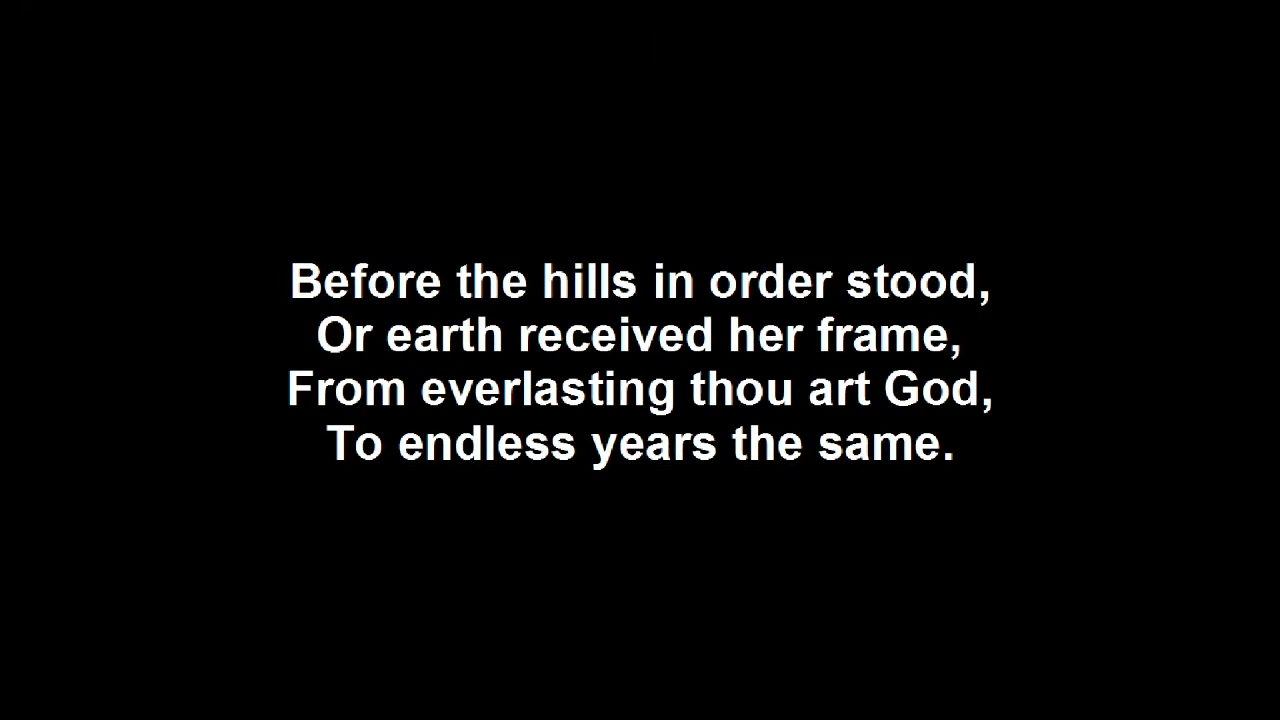 Before the hills in order stood,
Or earth received her frame,
From everlasting thou art God,
To endless years the same.